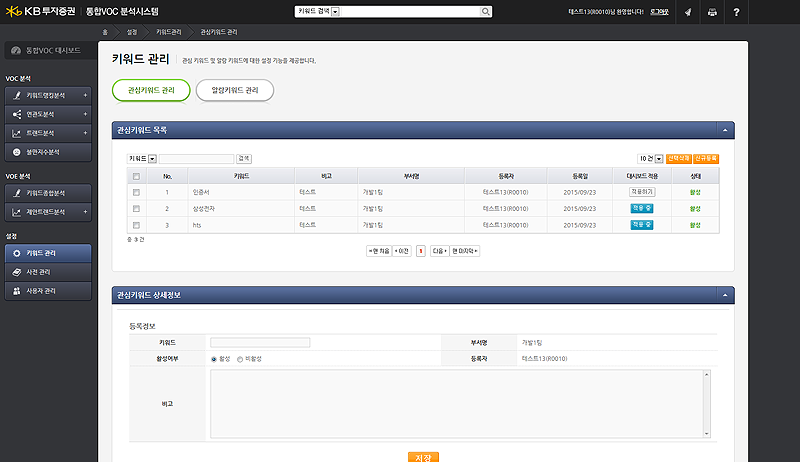 KB 투자증권 통합VOC 분석시스템
키워드 검색
테스트13(R0010)님 환영합니다! 로그아웃
?
홈 설정 키워드관리 관심키워드 관리
통합VOC 대시보드
VOC 분석
키워드랭킹분석 +
연관도분석 +
트렌드분석 +
불만지수분석
VOE 분석
키워드종합분석
제안트렌드분석 +
설정
키워드 관리
사전 관리
사용자 관리
키워드 관리 관심 키워드 및 알람 키워드에 대한 설정 기능을 제공합니다.
관심키워드 관리 알람키워드 관리
관심키워드 목록
키워드 검색 10 건 선택삭제 신규등록
No. 키워드 비고 부서명 등록자 등록일 대시보드 적용 상태
1 인증서 테스트 개발1팀 테스트13(R0010) 2015/09/23 적용하기 활성
2 삼성전자 테스트 개발1팀 테스트13(R0010) 2015/09/23 적용 중 활성
3 hts 테스트 개발1팀 테스트13(R0010) 2015/09/23 적용 중 활성
총 3 건
맨 처음 이전 1 다음 맨 마지막
관심키워드 상세정보
등록정보
키워드 부서명 개발1팀
활성여부 활성 비활성 등록자 테스트13(R0010)
비고
저장